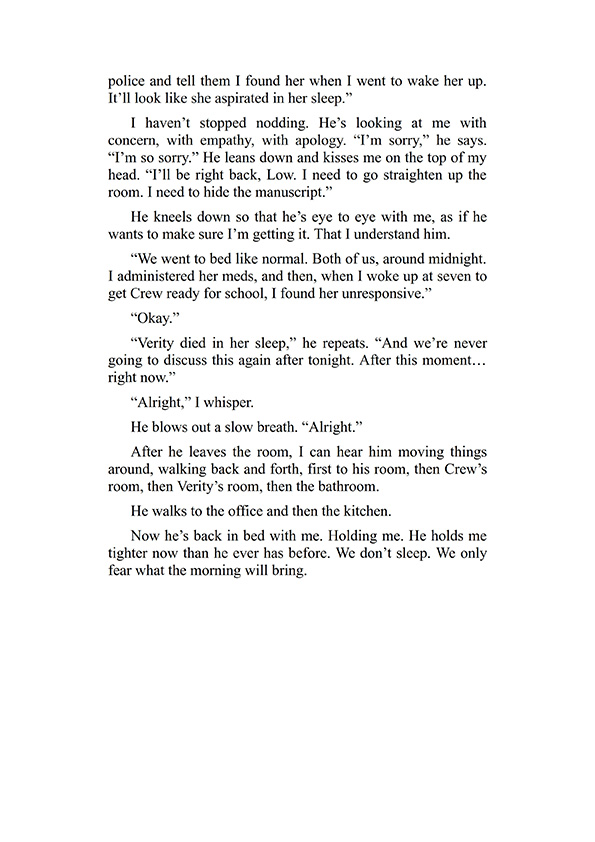 police and tell them I found her when I went to wake her up.
It’ll look like she aspirated in her sleep.”
I haven’t stopped nodding. He’s looking at me with
concern, with empathy, with apology. “I’m sorry,” he says.
“I’m so sorry.” He leans down and kisses me on the top of my
head. “I’ll be right back, Low. I need to go straighten up the
room. I need to hide the manuscript.”
He kneels down so that he’s eye to eye with me, as if he
wants to make sure I’m getting it. That I understand him.
“We went to bed like normal. Both of us, around midnight.
I administered her meds, and then, when I woke up at seven to
get Crew ready for school, I found her unresponsive.”
“Okay.”
“Verity died in her sleep,” he repeats. “And we’re never
going to discuss this again after tonight. After this moment…
right now.”
“Alright,” I whisper.
He blows out a slow breath. “Alright.”
After he leaves the room, I can hear him moving things
around, walking back and forth, first to his room, then Crew’s
room, then Verity’s room, then the bathroom.
He walks to the office and then the kitchen.
Now he’s back in bed with me. Holding me. He holds me
tighter now than he ever has before. We don’t sleep. We only
fear what the morning will bring.